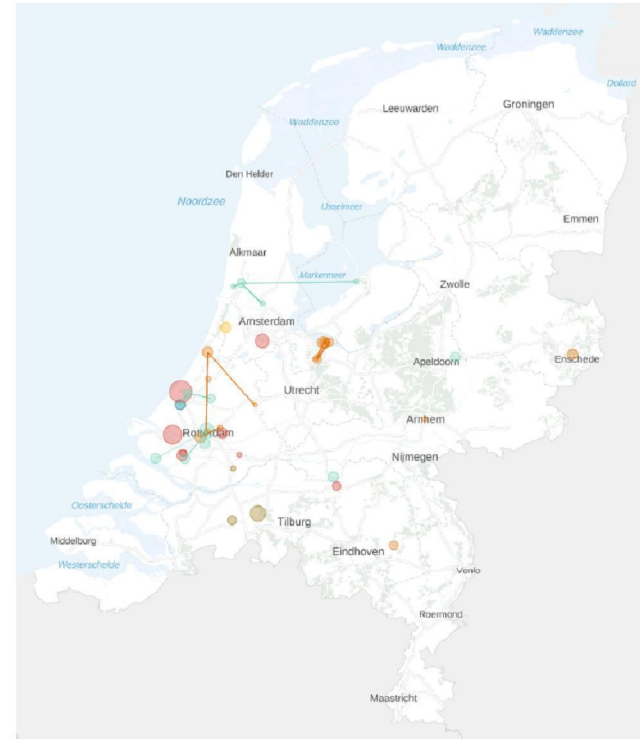 Waddenzee
Waddenzee
Dollard
Leeuwarden
Groningen
Waddenzee
Den Helder
Noordzee
IJsselmeer
Emmen
Alkmaar
Markermeer
Zwolle
Amsterdam
Apeldoorn
Enschede
Utrecht
Arnhem
Rotterdam
Nijmegen
Oosterschelde
Tilburg
Middelburg
Eindhoven
Westerschelde
Venlo
Roermond
Maastricht